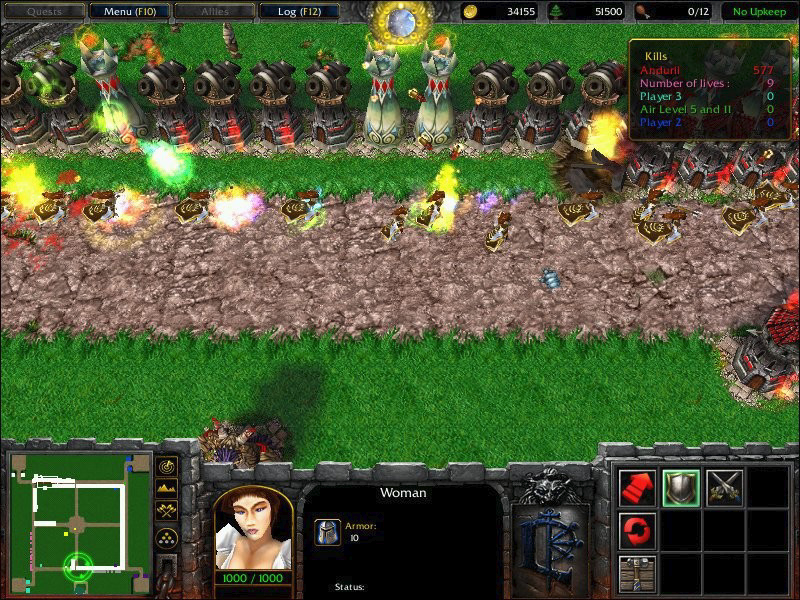 Quests Menu (F10) Allies Log (F12) 34155 51500 0/12 No Upkeep
Kills
Anduril 577
Number of lives : 9
Player 3 0
Air Level 5 and 11 0
Player 2 0
Woman
Armor:
10
1000 / 1000
Status: